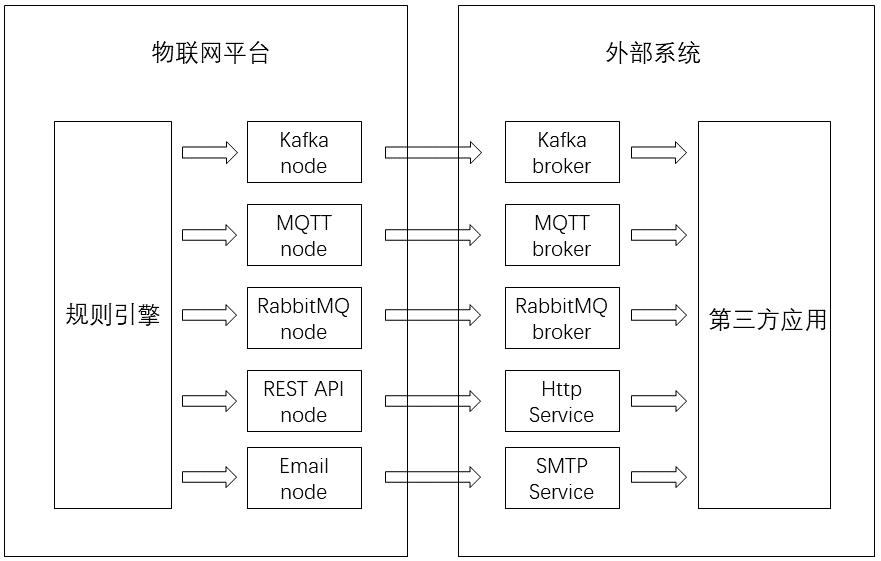 物联网平台
外部系统
规则引擎
Kafka
node
Kafka
broker
MQTT
node
MQTT
broker
RabbitMQ
node
RabbitMQ
broker
REST API
node
Http
Service
Email
node
SMTP
Service
第三方应用